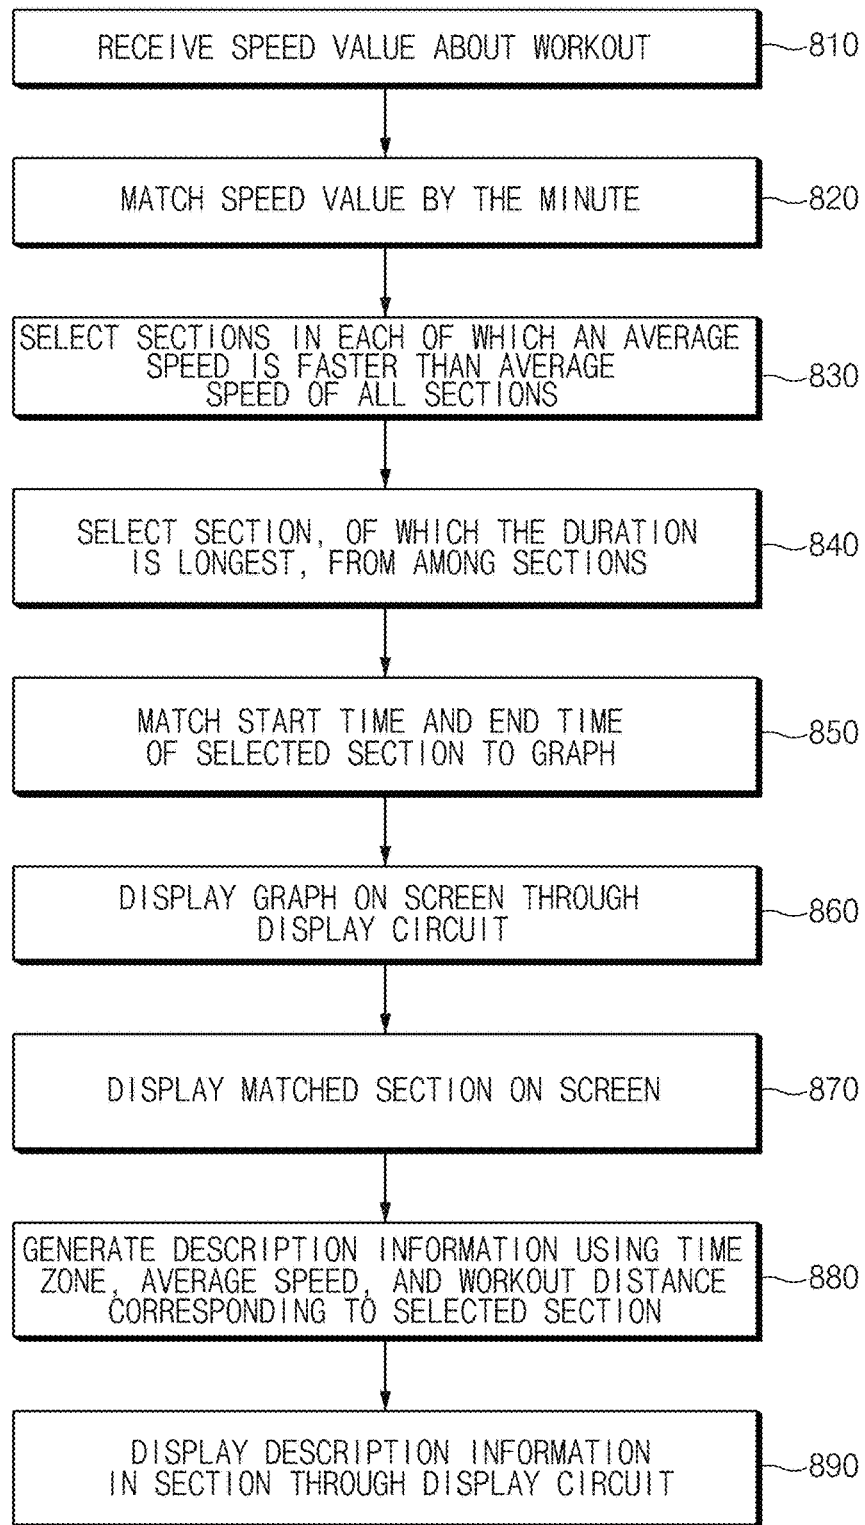 RECEIVE SPEED VALUE ABOUT WORKOUT
810
MATCH SPEED VALUE BY THE MINUTE
820
SELECT SECTIONS IN EACH OF WHICH AN AVERAGE
SPEED IS FASTER THAN AVERAGE
SPEED OF ALL SECTIONS
830
SELECT SECTION, OF WHICH THE DURATION
IS LONGEST, FROM AMONG SECTIONS
840
MATCH START TIME AND END TIME
OF SELECTED SECTION TO GRAPH
850
DISPLAY GRAPH ON SCREEN THROUGH
DISPLAY CIRCUIT
860
DISPLAY MATCHED SECTION ON SCREEN
870
GENERATE DESCRIPTION INFORMATION USING TIME
ZONE, AVERAGE SPEED, AND WORKOUT DISTANCE
CORRESPONDING TO SELECTED SECTION
880
DISPLAY DESCRIPTION INFORMATION
IN SECTION THROUGH DISPLAY CIRCUIT
890